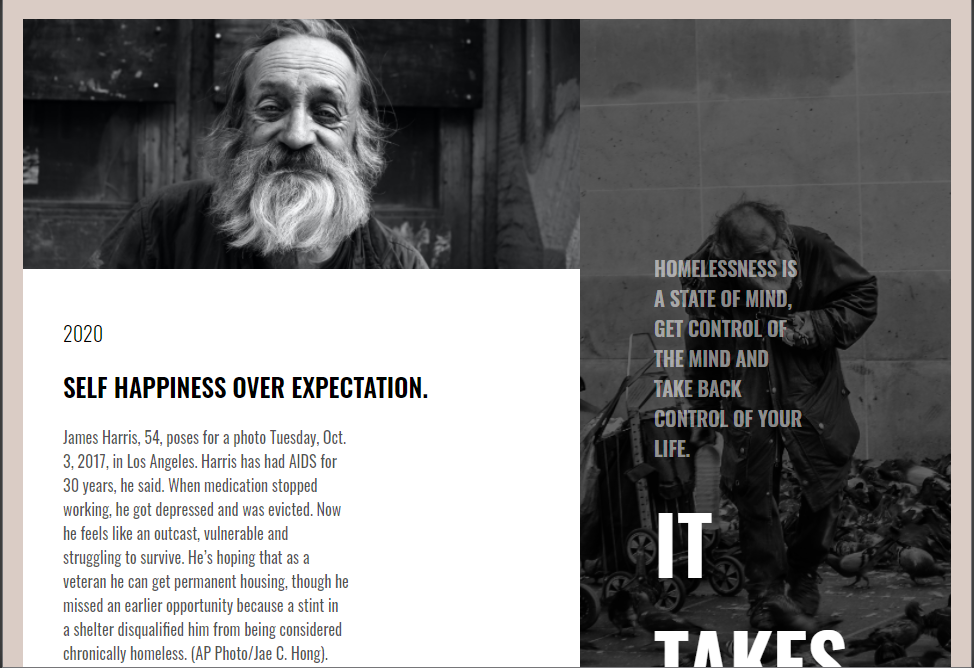 2020
SELF HAPPINESS OVER EXPECTATION.
James Harris, 54, poses for a photo Tuesday, Oct.
3, 2017, in Los Angeles. Harris has had AIDS for
30 years, he said. When medication stopped
working, he got depressed and was evicted. Now
he feels like an outcast, vulnerable and
struggling to survive. He’s hoping that as a
veteran he can get permanent housing, though he
missed an earlier opportunity because a stint in
a shelter disqualified him from being considered
chronically homeless. (AP Photo/Jae C. Hong).
HOMELESSNESS IS
A STATE OF MIND,
GET CONTROL OF
THE MIND AND
TAKE BACK
CONTROL OF YOUR
LIFE.
IT
TAKES